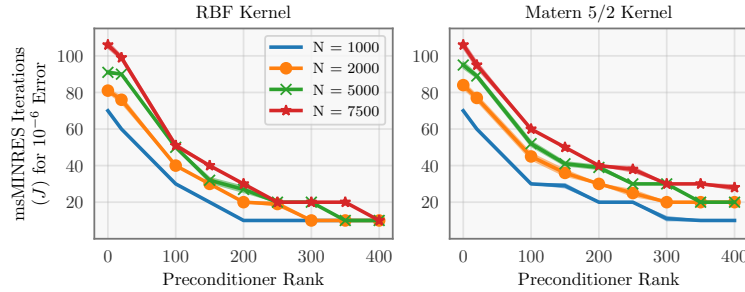 RBF Kernel
Matern 5/2 Kernel
msMINRES Iterations
(J) for 10⁻⁶ Error
100
80
60
40
20
N = 1000
N = 2000
N = 5000
N = 7500
100
80
60
40
20
0 100 200 300 400
0 100 200 300 400
Preconditioner Rank
Preconditioner Rank